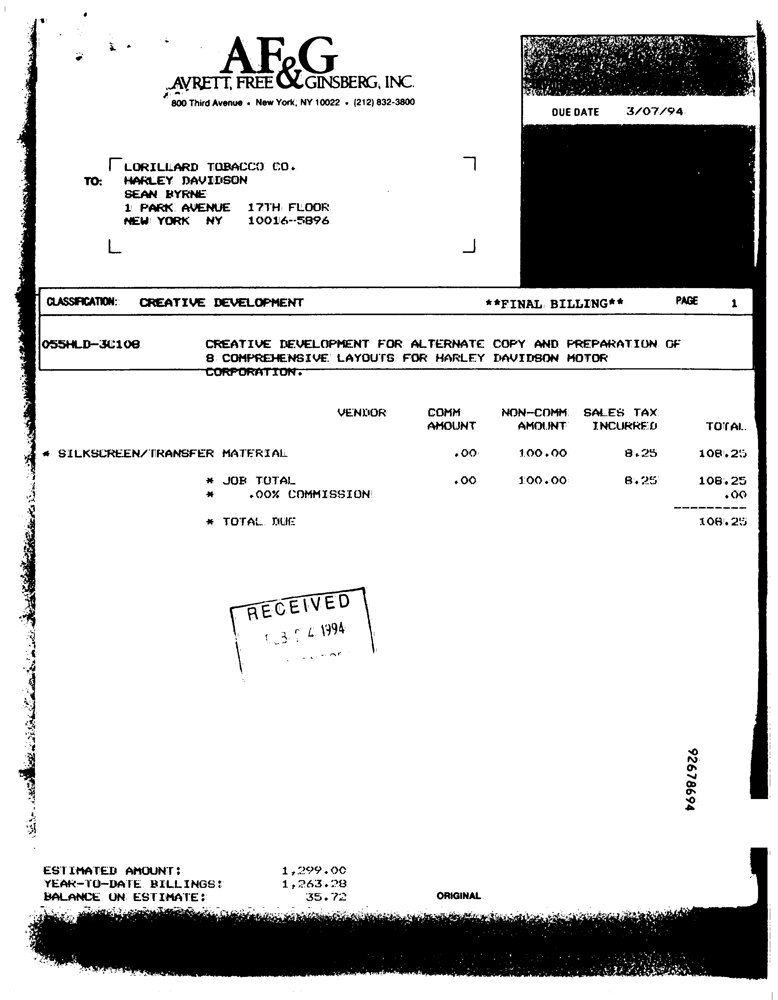 AF&G
AVRETT, FREE & GINSBERG, INC.
800 Third Avenue • New York, NY 10022 • (212) 832-3800
DUE DATE 3/07/94
TO: LORILLARD TOBACCO CO.
HARLEY DAVIDSON
SEAN BYRNE
1 PARK AVENUE 17TH FLOOR
NEW YORK NY 10016-5896
CLASSIFICATION: CREATIVE DEVELOPMENT **FINAL BILLING** PAGE 1
055HLD-3C108 CREATIVE DEVELOPMENT FOR ALTERNATE COPY AND PREPARATION OF
8 COMPREHENSIVE LAYOUTS FOR HARLEY DAVIDSON MOTOR
CORPORATION.
VENDOR COMM NON-COMM SALES TAX
AMOUNT AMOUNT INCURRED TOTAL
* SILKSCREEN/TRANSFER MATERIAL .00 100.00 8.25 108.25
* JOB TOTAL .00 100.00 8.25 108.25
* .00% COMMISSION .00
* TOTAL DUE 108.25
RECEIVED
4 1994
92678694
ESTIMATED AMOUNT: 1,299.00
YEAR-TO-DATE BILLINGS: 1,263.28
BALANCE ON ESTIMATE: 35.72
ORIGINAL